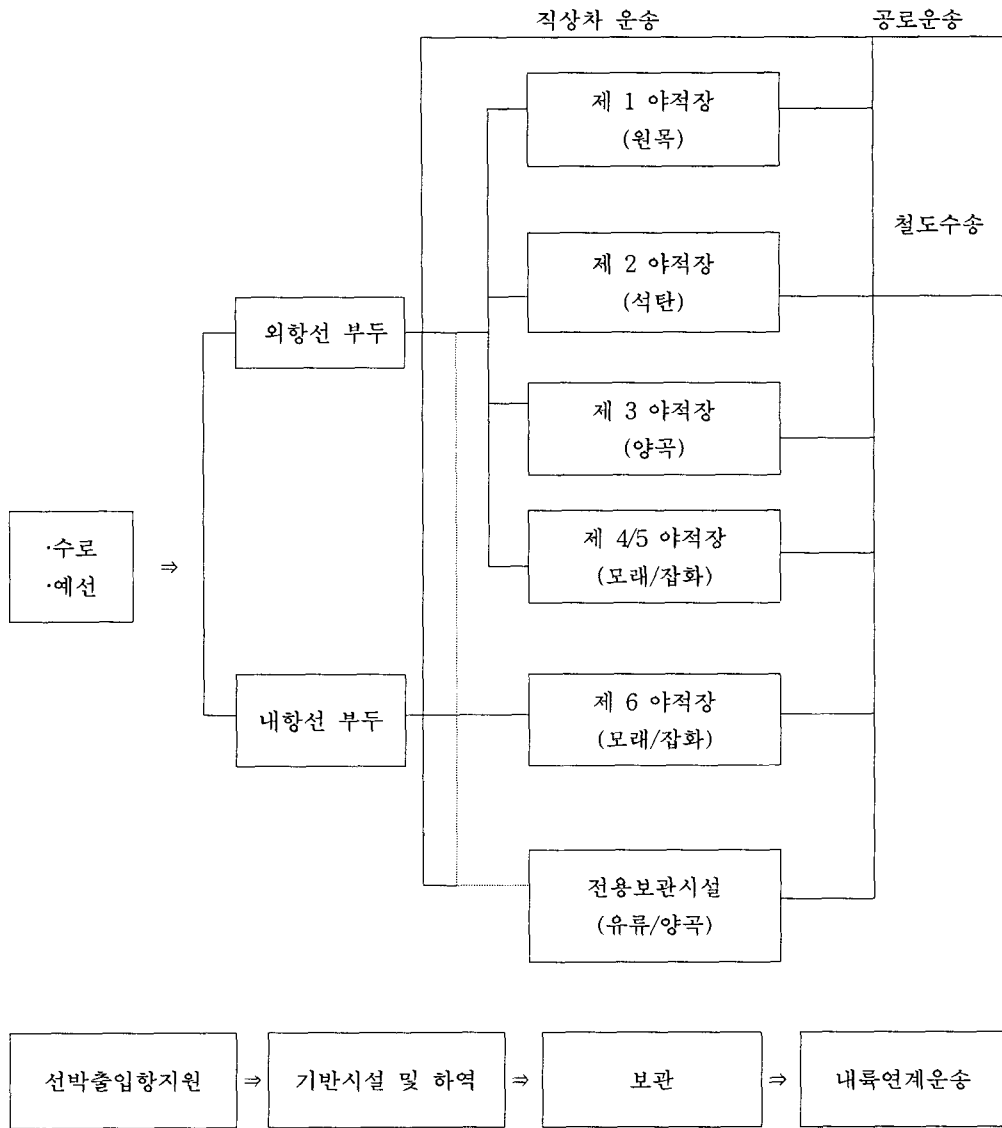 직상차 운송
공로운송
제 1 야적장
(원목)
철도수송
제 2 야적장
(석탄)
외항선 부두
제 3 야적장
(양곡)
·수로
·예선
⇒
제 4/5 야적장
(모래/잡화)
내항선 부두
제 6 야적장
(모래/잡화)
전용보관시설
(유류/양곡)
선박출입항지원 ⇒ 기반시설 및 하역 ⇒ 보관 ⇒ 내륙연계운송